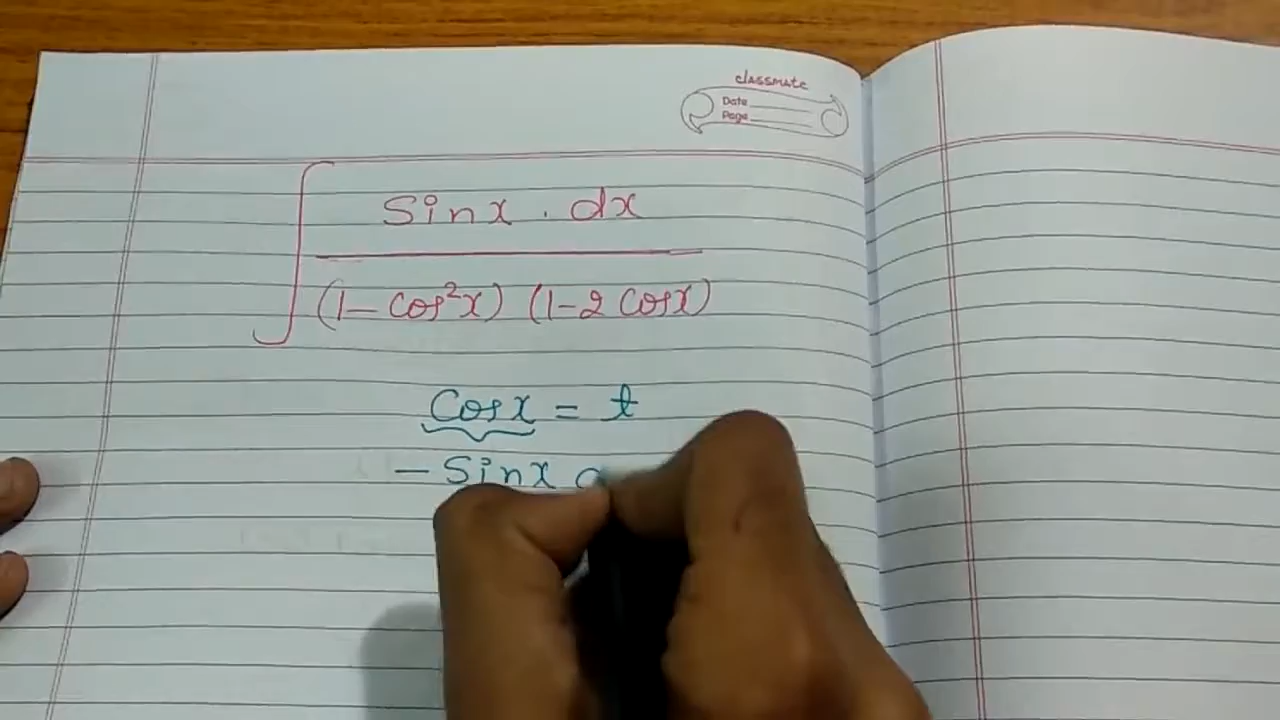 classmate
Date
Page
∫ Sinx . dx / (1-Cos²x) (1-2 Cosx)
Cosx = t
- Sinx